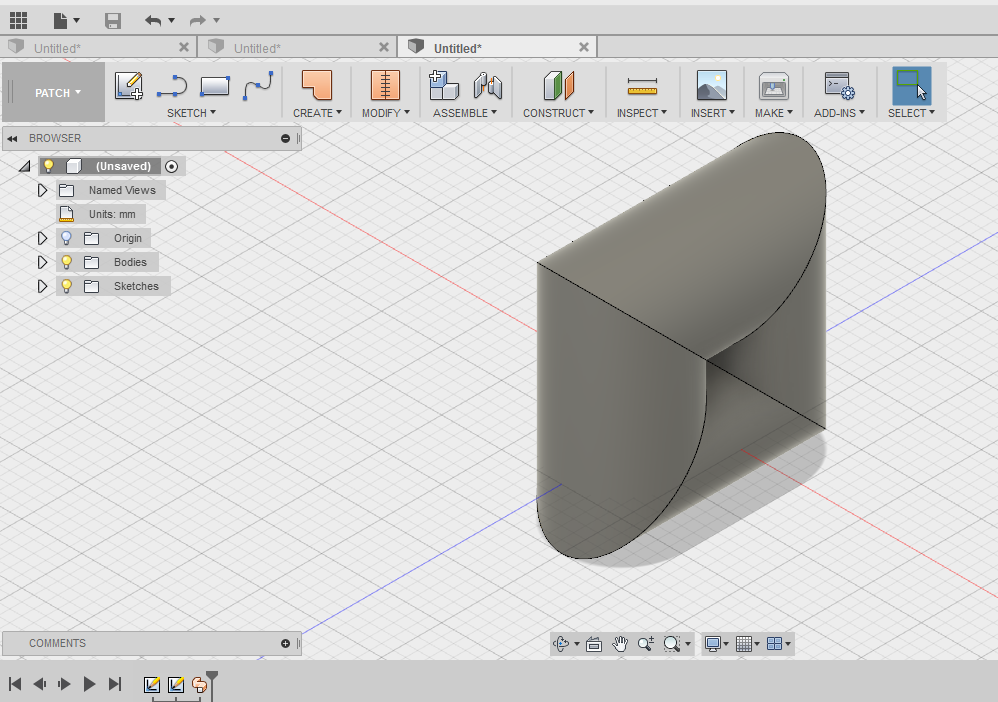 Untitled* Untitled* Untitled*
PATCH
SKETCH CREATE MODIFY ASSEMBLE CONSTRUCT INSPECT INSERT MAKE ADD-INS SELECT
BROWSER
(Unsaved)
Named Views
Units: mm
Origin
Bodies
Sketches
COMMENTS